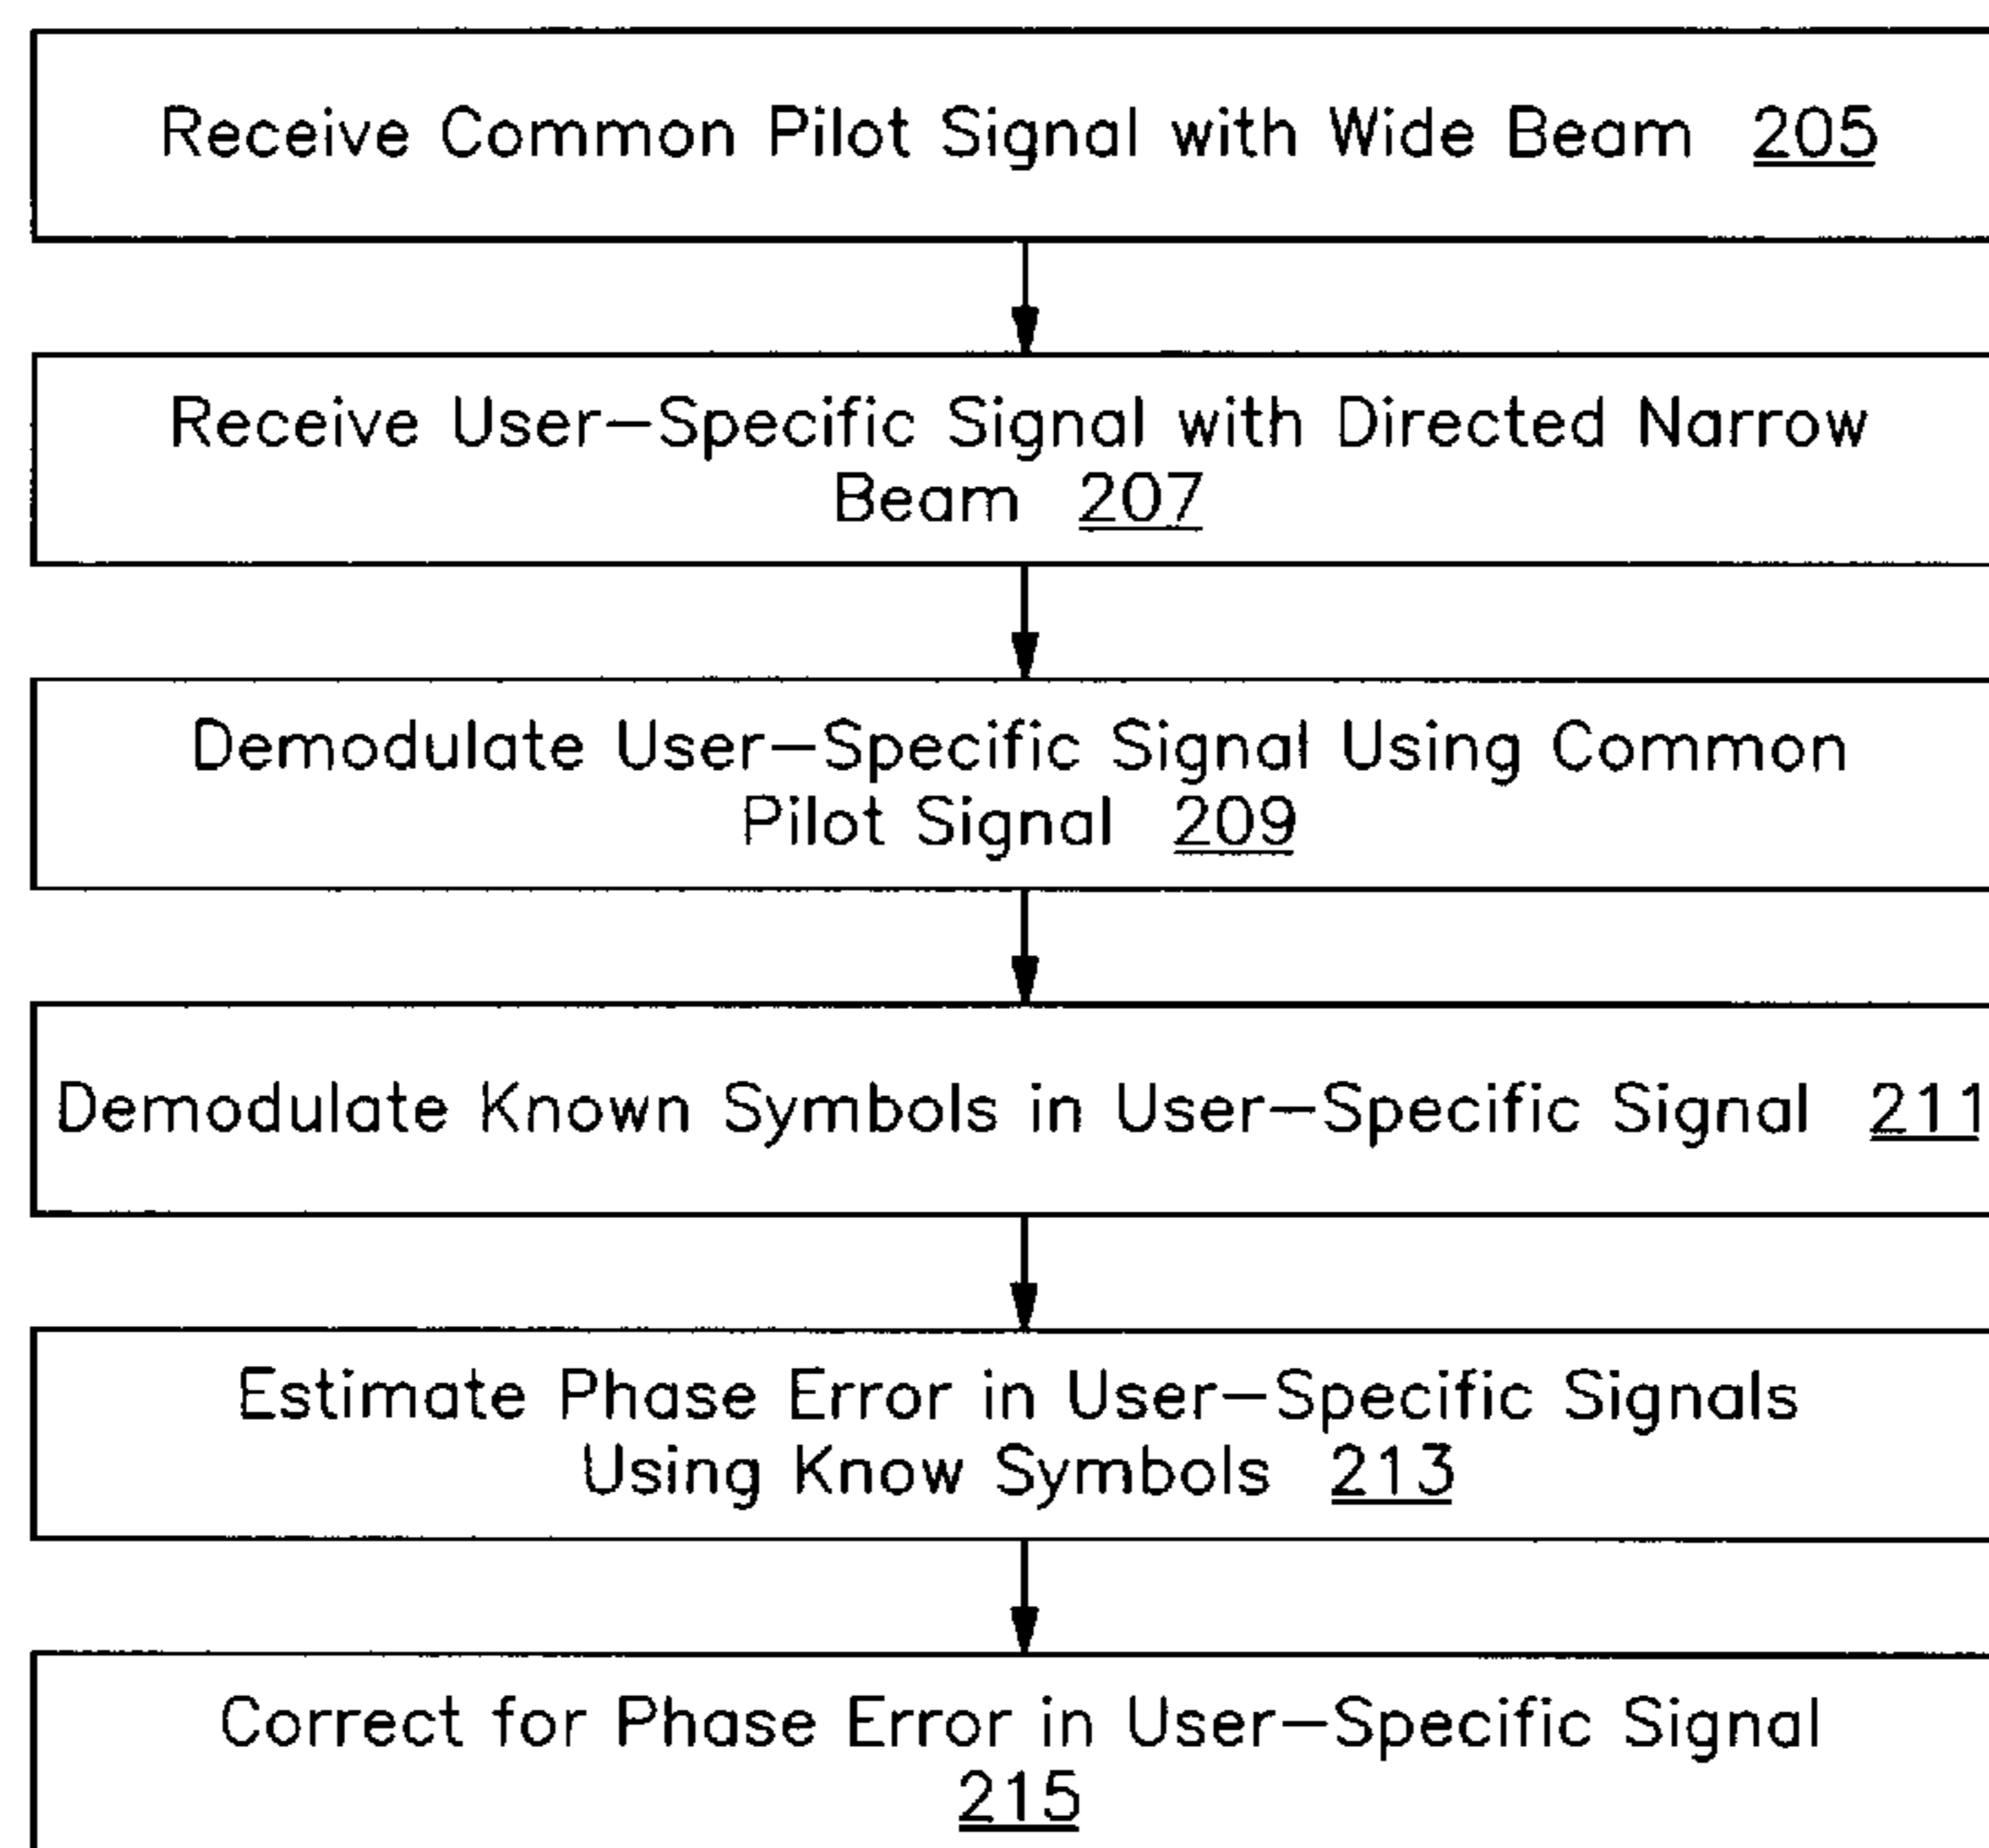 Receive Common Pilot Signal with Wide Beam 205
Receive User-Specific Signal with Directed Narrow
Beam 207
Demodulate User-Specific Signal Using Common
Pilot Signal 209
Demodulate Known Symbols in User-Specific Signal 211
Estimate Phase Error in User-Specific Signals
Using Know Symbols 213
Correct for Phase Error in User-Specific Signal
215